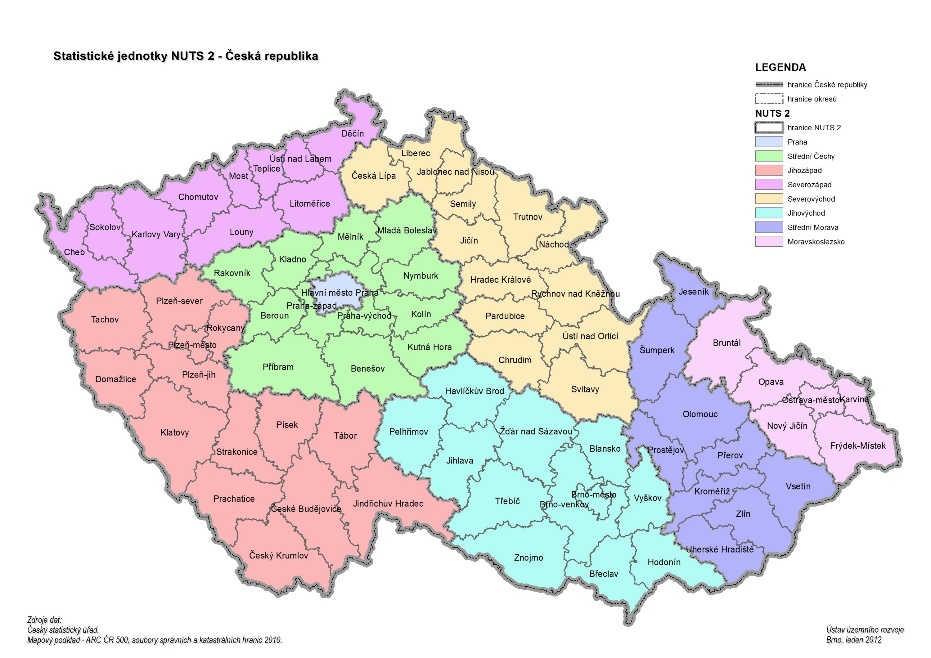 Statistické jednotky NUTS 2 - Česká republika
LEGENDA
hranice České republiky
hranice okresů
NUTS 2
hranice NUTS 2
Praha
Střední Čechy
Jihozápad
Severozápad
Severovýchod
Jihovýchod
Střední Morava
Moravskoslezsko
Děčín
Liberec
Ústí nad Labem
Teplice
Most
Česká Lípa
Jablonec nad Nisou
Chomutov
Litoměřice
Semily
Trutnov
Sokolov
Karlovy Vary
Louny
Mělník
Mladá Boleslav
Jičín
Náchod
Cheb
Kladno
Rakovník
Nymburk
Hradec Králové
Rychnov nad Kněžnou
Jeseník
Hlavní město Praha
Plzeň-sever
Praha-západ
Tachov
Beroun
Praha-východ
Kolín
Pardubice
Rokycany
Ústí nad Orlicí
Bruntál
Plzeň-město
Kutná Hora
Šumperk
Chrudim
Domažlice
Plzeň-jih
Příbram
Benešov
Opava
Svitavy
Havlíčkův Brod
Ostrava-město
Karviná
Olomouc
Klatovy
Písek
Tábor
Pelhřimov
Žďár nad Sázavou
Nový Jičín
Frýdek-Místek
Strakonice
Blansko
Prostějov
Přerov
Jihlava
Vsetín
Kroměříž
Prachatice
České Budějovice
Jindřichův Hradec
Třebíč
Brno-město
Brno-venkov
Vyškov
Zlín
Český Krumlov
Znojmo
Uherské Hradiště
Hodonín
Břeclav
Zdroje dat:
Český statistický úřad.
Mapový podklad - ARC ČR 500, soubory správních a katastrálních hranic 2010.
Ústav územního rozvoje
Brno, leden 2012